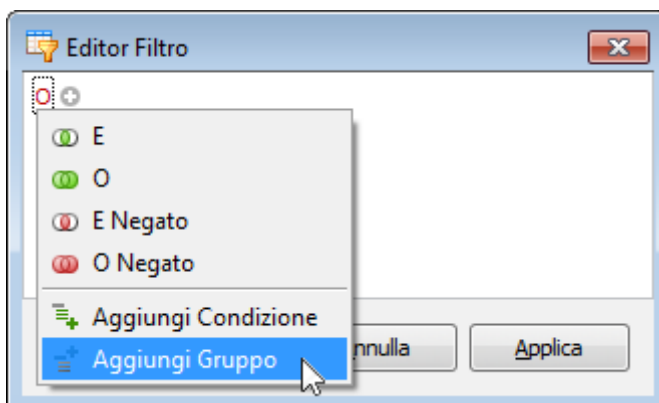 Editor Filtro
O
E
O
E Negato
O Negato
Aggiungi Condizione
Aggiungi Gruppo
nnulla
Applica